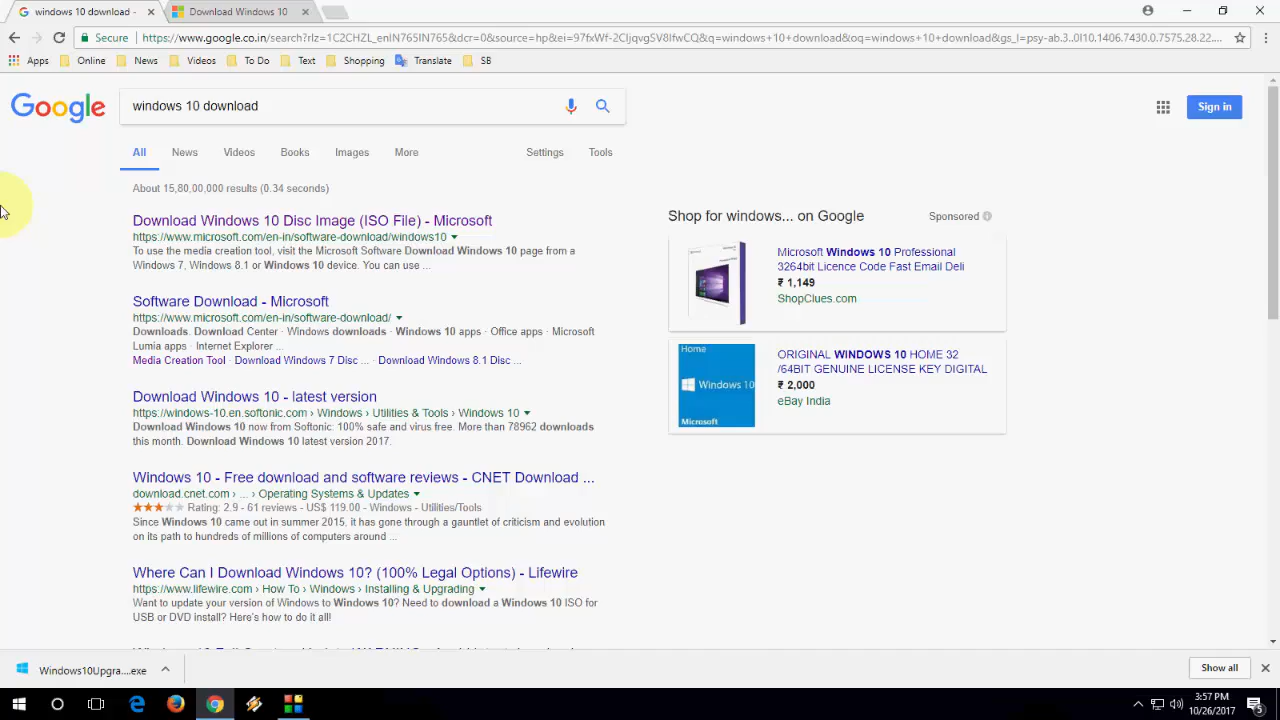 windows 10 download -
Download Windows 10
Secure
https://www.google.co.in/search?rlz=1C2CHZL_enIN765IN765&dcr=0&source=hp&ei=97fxWf-2CIjqvgSV8IfwCQ&q=windows+10+download&oq=windows+10+download&gs_l=psy-ab.3..0l10.1406.7430.0.7575.28.22....
Apps Online News Videos To Do Text Shopping Translate SB
Google
windows 10 download
Sign in
All News Videos Books Images More Settings Tools
About 15,80,00,000 results (0.34 seconds)
Download Windows 10 Disc Image (ISO File) - Microsoft
https://www.microsoft.com/en-in/software-download/windows10
To use the media creation tool, visit the Microsoft Software Download Windows 10 page from a
Windows 7, Windows 8.1 or Windows 10 device. You can use ...
Software Download - Microsoft
https://www.microsoft.com/en-in/software-download/
Downloads. Download Center · Windows downloads · Windows 10 apps · Office apps · Microsoft
Lumia apps · Internet Explorer ...
Media Creation Tool · Download Windows 7 Disc ... · Download Windows 8.1 Disc ...
Download Windows 10 - latest version
https://windows-10.en.softonic.com › Windows › Utilities & Tools › Windows 10
Download Windows 10 now from Softonic: 100% safe and virus free. More than 78962 downloads
this month. Download Windows 10 latest version 2017.
Windows 10 - Free download and software reviews - CNET Download ...
download.cnet.com › ... › Operating Systems & Updates
Rating: 2.9 - 61 reviews - US$ 119.00 - Windows - Utilities/Tools
Since Windows 10 came out in summer 2015, it has gone through a gauntlet of criticism and evolution
on its path to hundreds of millions of computers around ...
Where Can I Download Windows 10? (100% Legal Options) - Lifewire
https://www.lifewire.com › How To › Windows › Installing & Upgrading
Want to update your version of Windows to Windows 10? Need to download a Windows 10 ISO for
USB or DVD install? Here's how to do it all!
Shop for windows... on Google
Sponsored
Microsoft Windows 10 Professional
3264bit Licence Code Fast Email Deli
₹ 1,149
ShopClues.com
Home
Windows 10
Microsoft
ORIGINAL WINDOWS 10 HOME 32
/64BIT GENUINE LICENSE KEY DIGITAL
₹ 2,000
eBay India
Windows10Upgra....exe
Show all
3:57 PM
10/26/2017
5